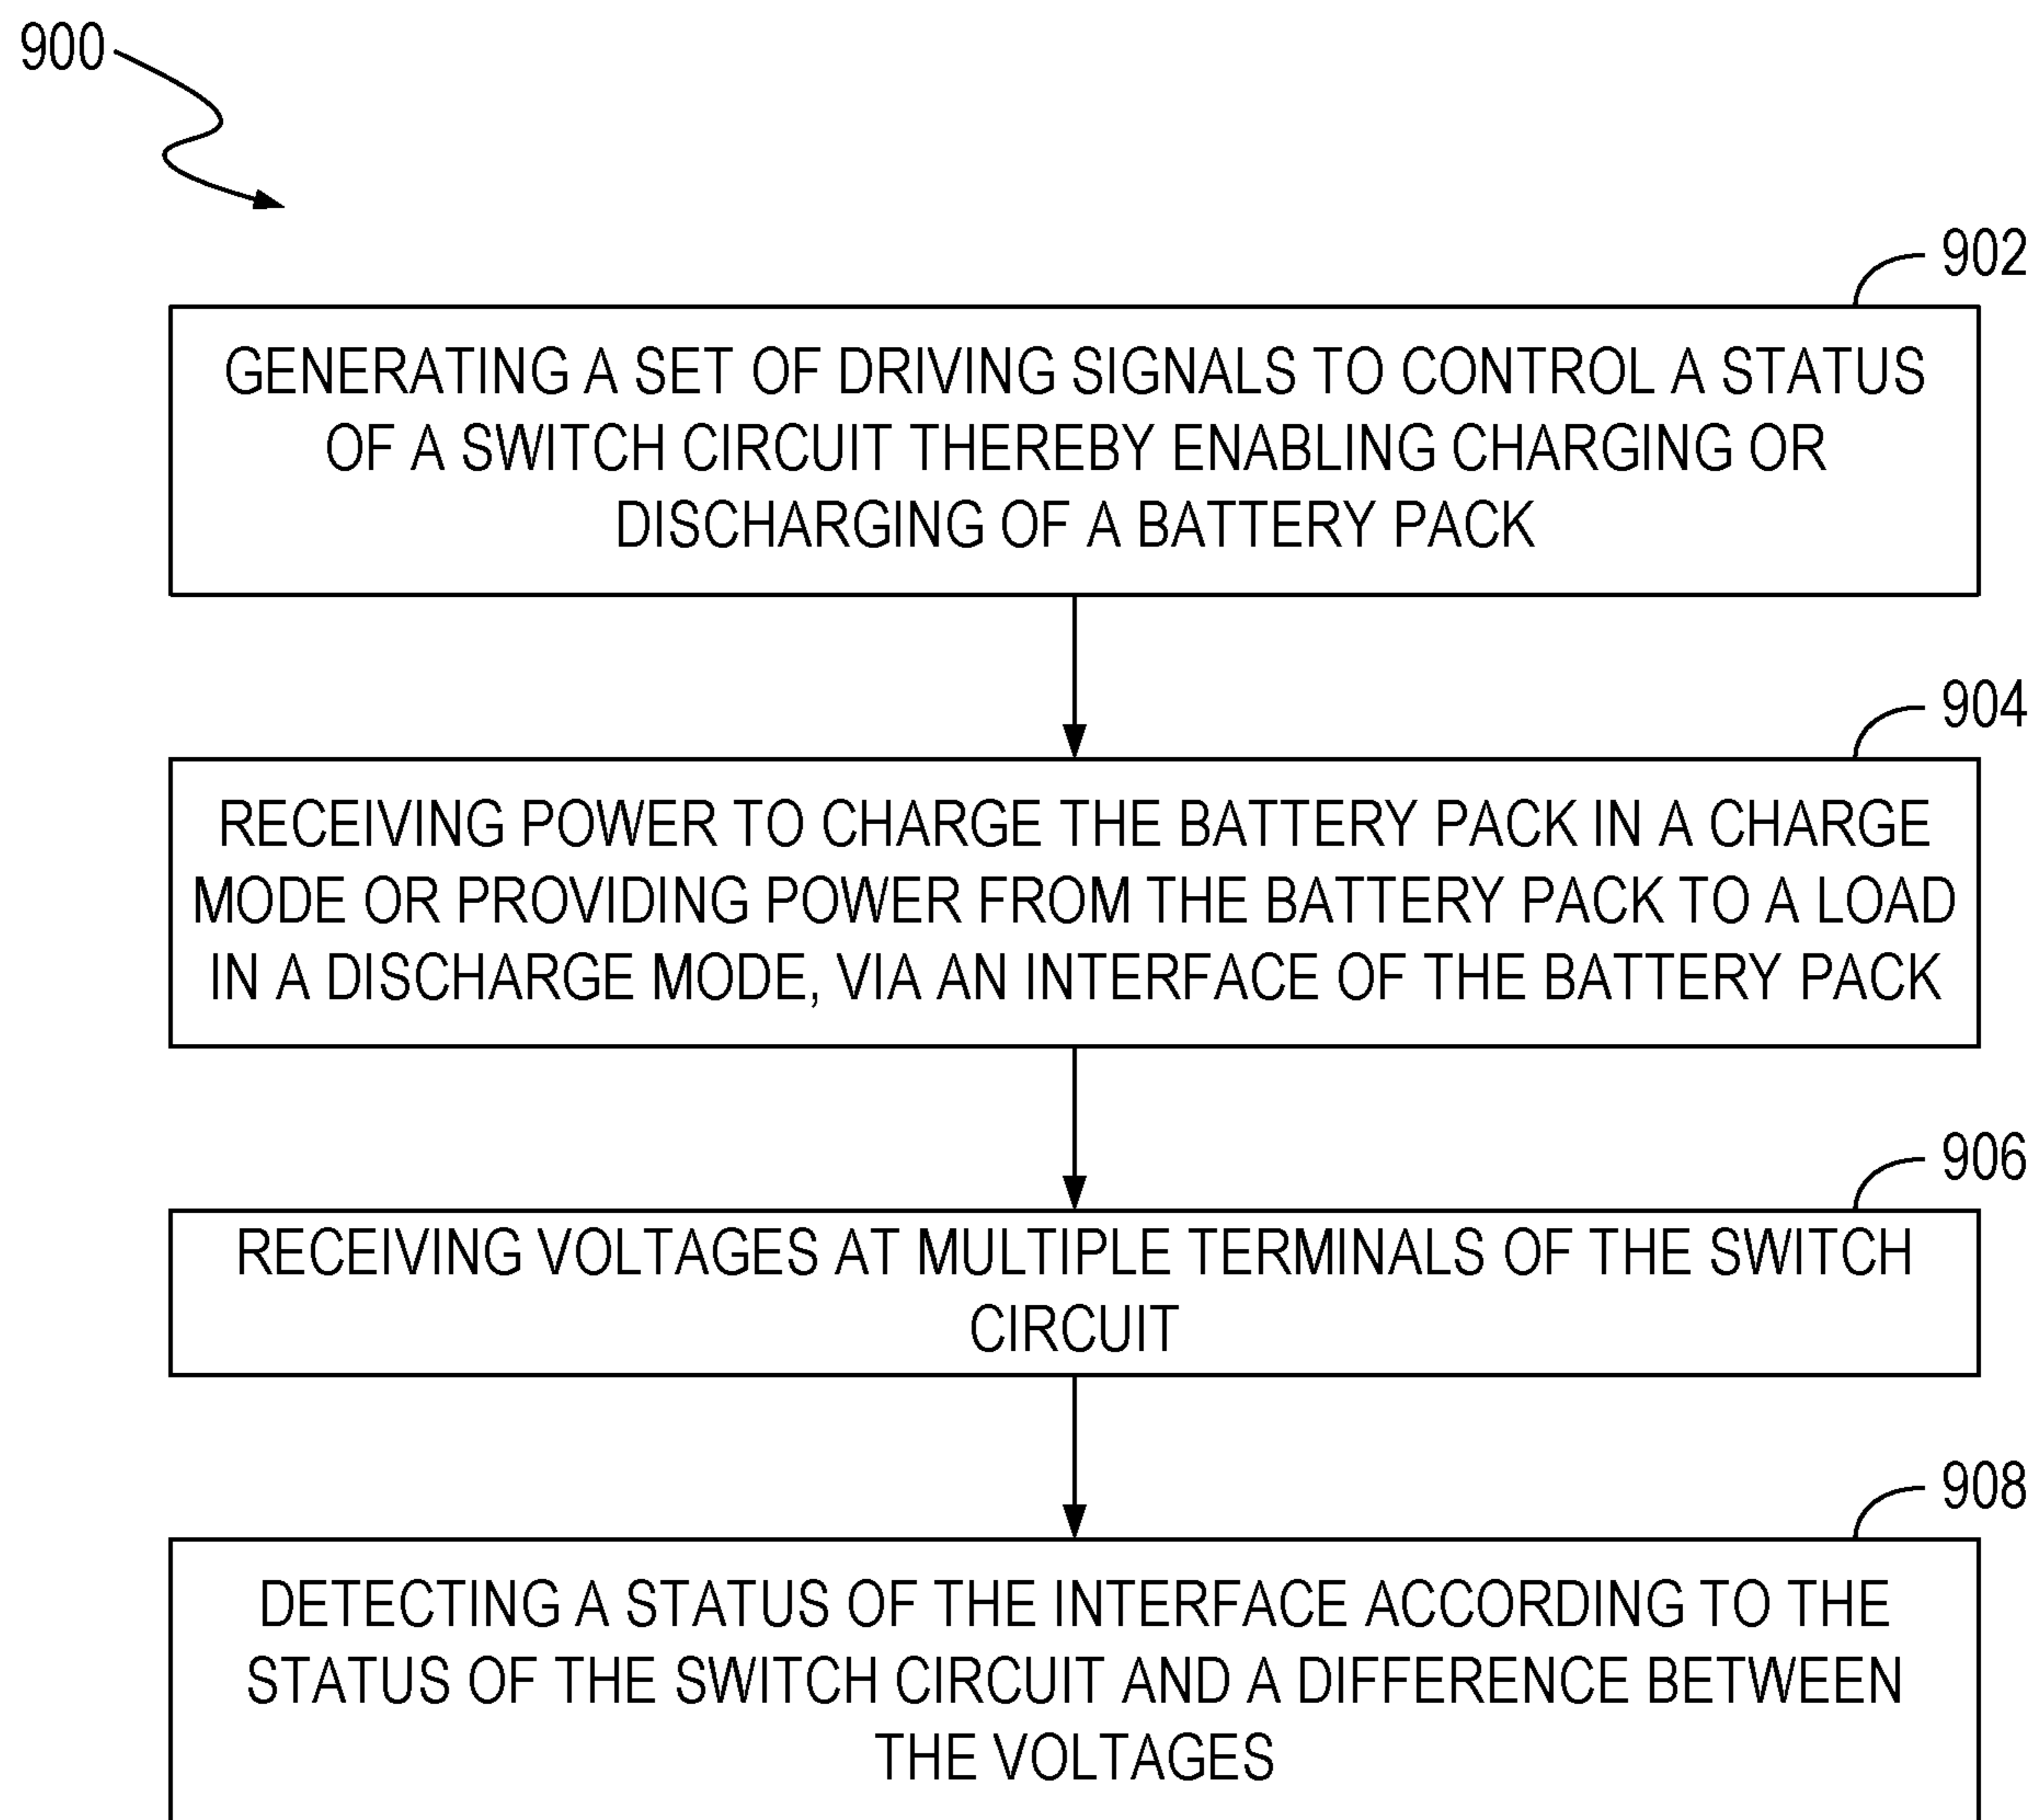 900
902
GENERATING A SET OF DRIVING SIGNALS TO CONTROL A STATUS
OF A SWITCH CIRCUIT THEREBY ENABLING CHARGING OR
DISCHARGING OF A BATTERY PACK
904
RECEIVING POWER TO CHARGE THE BATTERY PACK IN A CHARGE
MODE OR PROVIDING POWER FROM THE BATTERY PACK TO A LOAD
IN A DISCHARGE MODE, VIA AN INTERFACE OF THE BATTERY PACK
906
RECEIVING VOLTAGES AT MULTIPLE TERMINALS OF THE SWITCH
CIRCUIT
908
DETECTING A STATUS OF THE INTERFACE ACCORDING TO THE
STATUS OF THE SWITCH CIRCUIT AND A DIFFERENCE BETWEEN
THE VOLTAGES